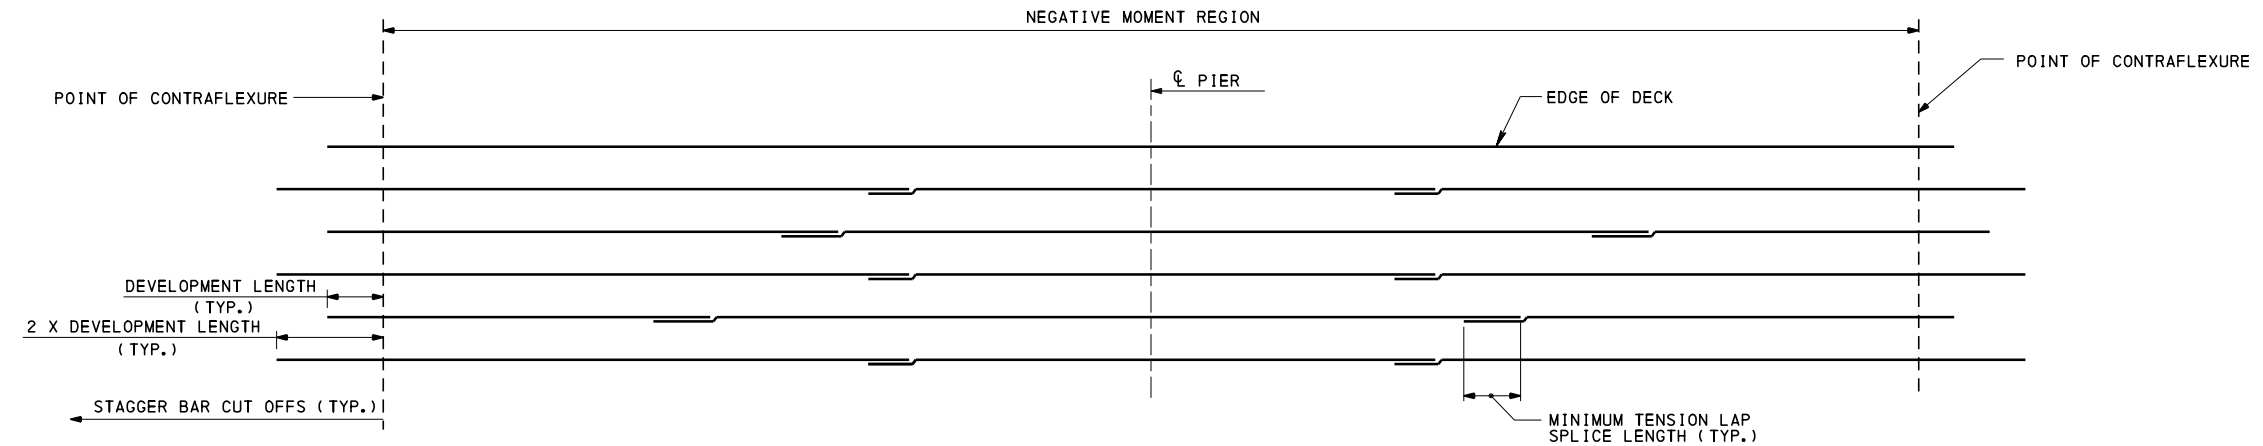 NEGATIVE MOMENT REGION
POINT OF CONTRAFLEXURE
℄ PIER
POINT OF CONTRAFLEXURE
EDGE OF DECK
DEVELOPMENT LENGTH
(TYP.)
2 X DEVELOPMENT LENGTH
(TYP.)
STAGGER BAR CUT OFFS (TYP.)
MINIMUM TENSION LAP
SPLICE LENGTH (TYP.)